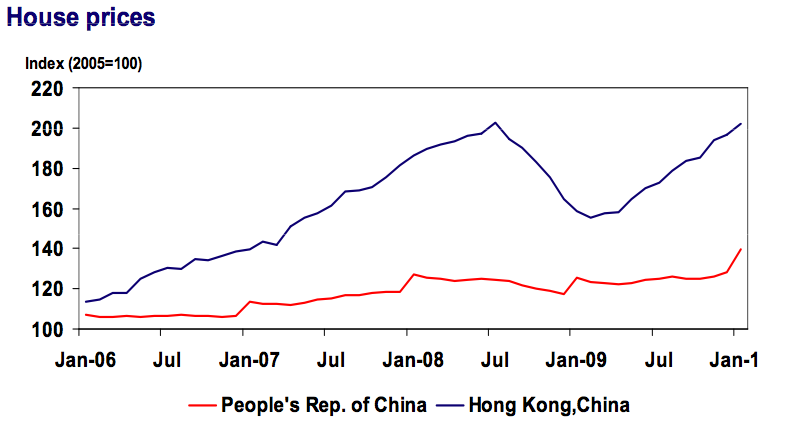 House prices
Index (2005=100)
220
200
180
160
140
120
100
Jan-06 Jul Jan-07 Jul Jan-08 Jul Jan-09 Jul Jan-1
People's Rep. of China Hong Kong,China